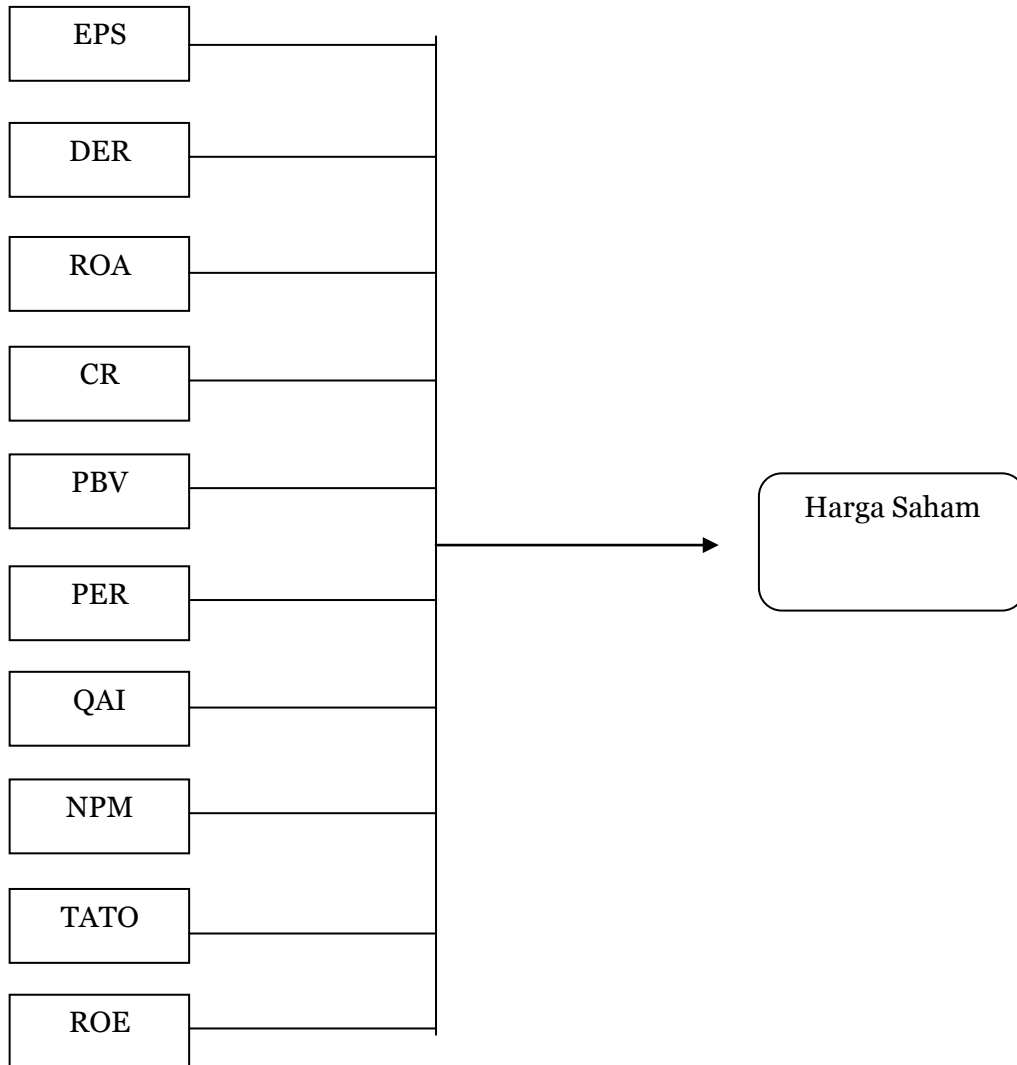 EPS
DER
ROA
CR
PBV
Harga Saham
PER
QAI
NPM
TATO
ROE